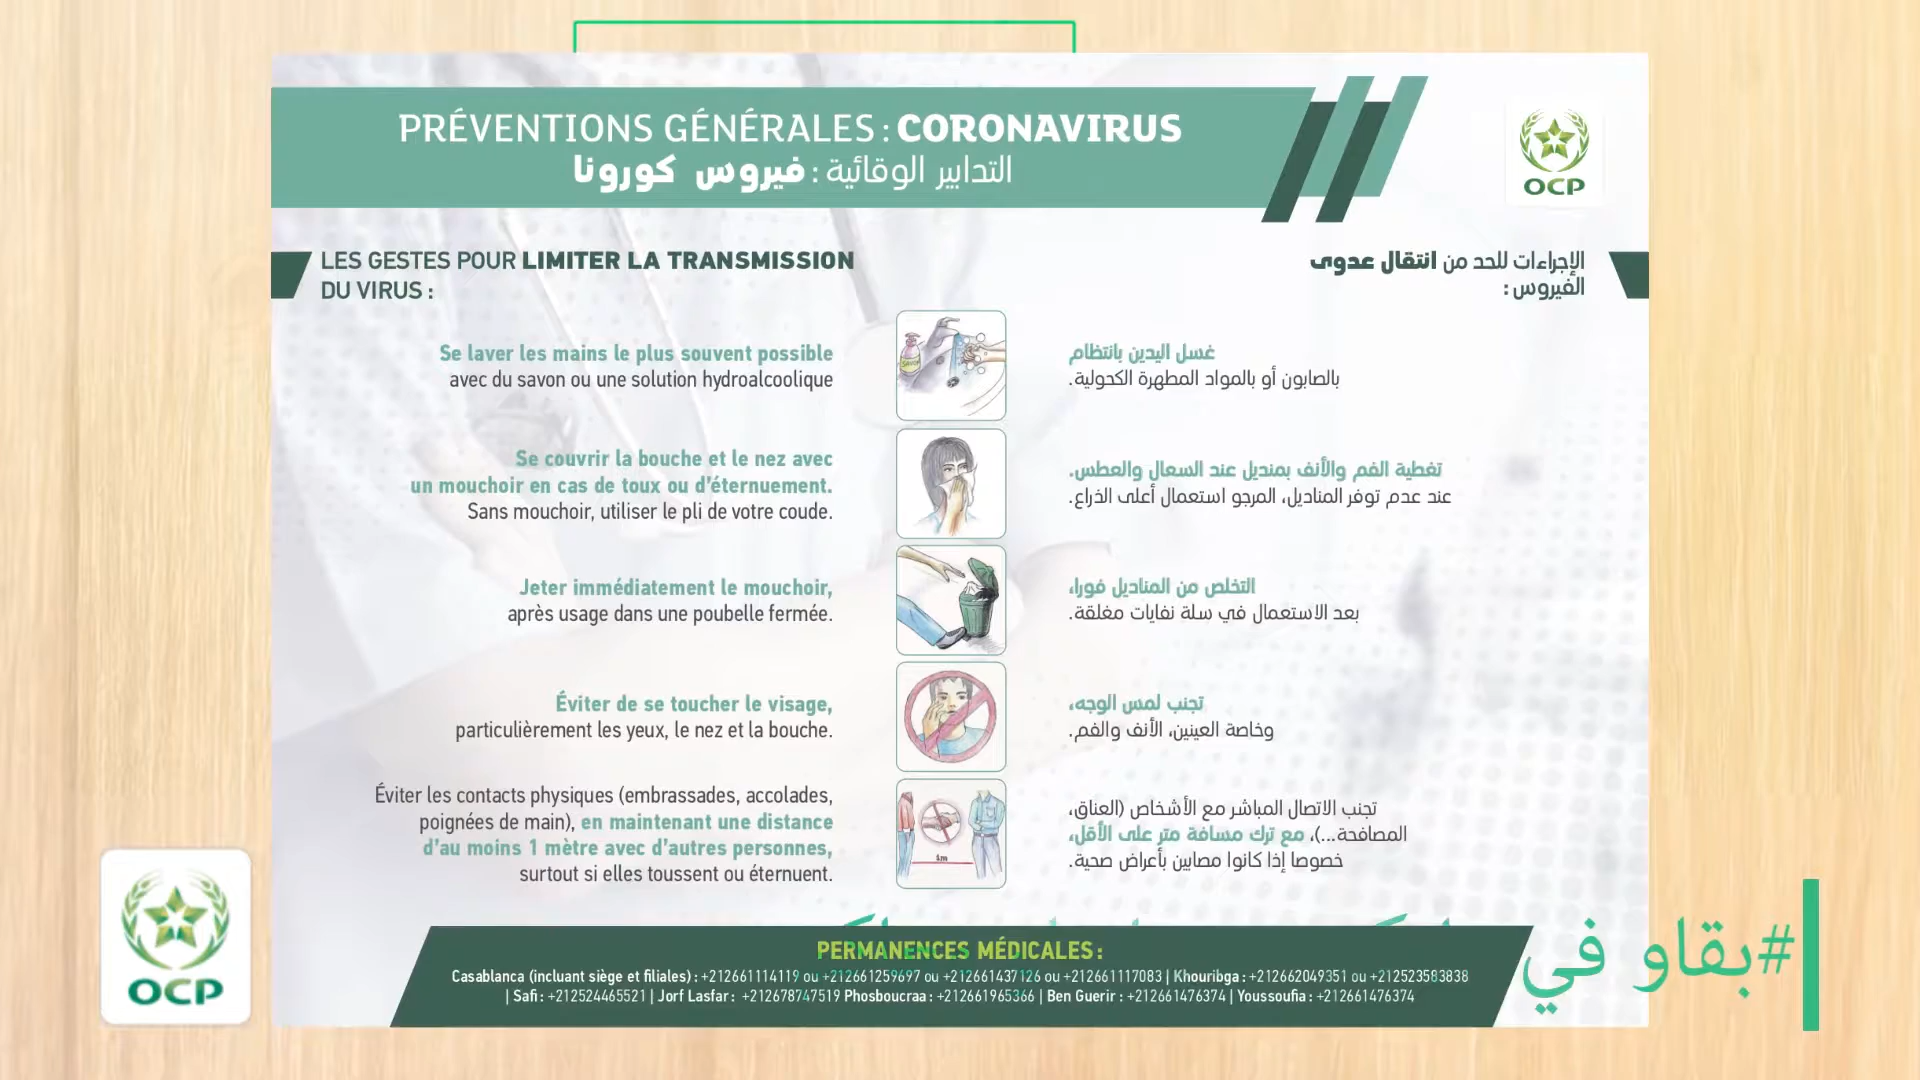 PRÉVENTIONS GÉNÉRALES : CORONAVIRUS
التدابير الوقائية : فيروس كورونا
OCP
LES GESTES POUR LIMITER LA TRANSMISSION
DU VIRUS :
الإجراءات للحد من انتقال عدوى
الفيروس :
Se laver les mains le plus souvent possible
avec du savon ou une solution hydroalcoolique
SAVON
غسل اليدين بانتظام
بالصابون أو بالمواد المطهرة الكحولية.
Se couvrir la bouche et le nez avec
un mouchoir en cas de toux ou d’éternuement.
Sans mouchoir, utiliser le pli de votre coude.
تغطية الفم والأنف بمنديل عند السعال والعطس.
عند عدم توفر المناديل، المرجو استعمال أعلى الذراع.
Jeter immédiatement le mouchoir,
après usage dans une poubelle fermée.
التخلص من المناديل فورا،
بعد الاستعمال في سلة نفايات مغلقة.
Éviter de se toucher le visage,
particulièrement les yeux, le nez et la bouche.
تجنب لمس الوجه،
وخاصة العينين، الأنف والفم.
Éviter les contacts physiques (embrassades, accolades,
poignées de main), en maintenant une distance
d’au moins 1 mètre avec d’autres personnes,
surtout si elles toussent ou éternuent.
1m
تجنب الاتصال المباشر مع الأشخاص (العناق،
المصافحة...)، مع ترك مسافة متر على الأقل،
خصوصا إذا كانوا مصابين بأعراض صحية.
PERMANENCES MÉDICALES :
Casablanca (incluant siège et filiales) : +212661114119 ou +212661259697 ou +212661437126 ou +212661117083 | Khouribga : +212662049351 ou +212523583838
| Safi : +212524465521 | Jorf Lasfar : +212678747519 Phosboucraa : +212661965366 | Ben Guerir : +212661476374 | Youssoufia : +212661476374
OCP
#بقاو في